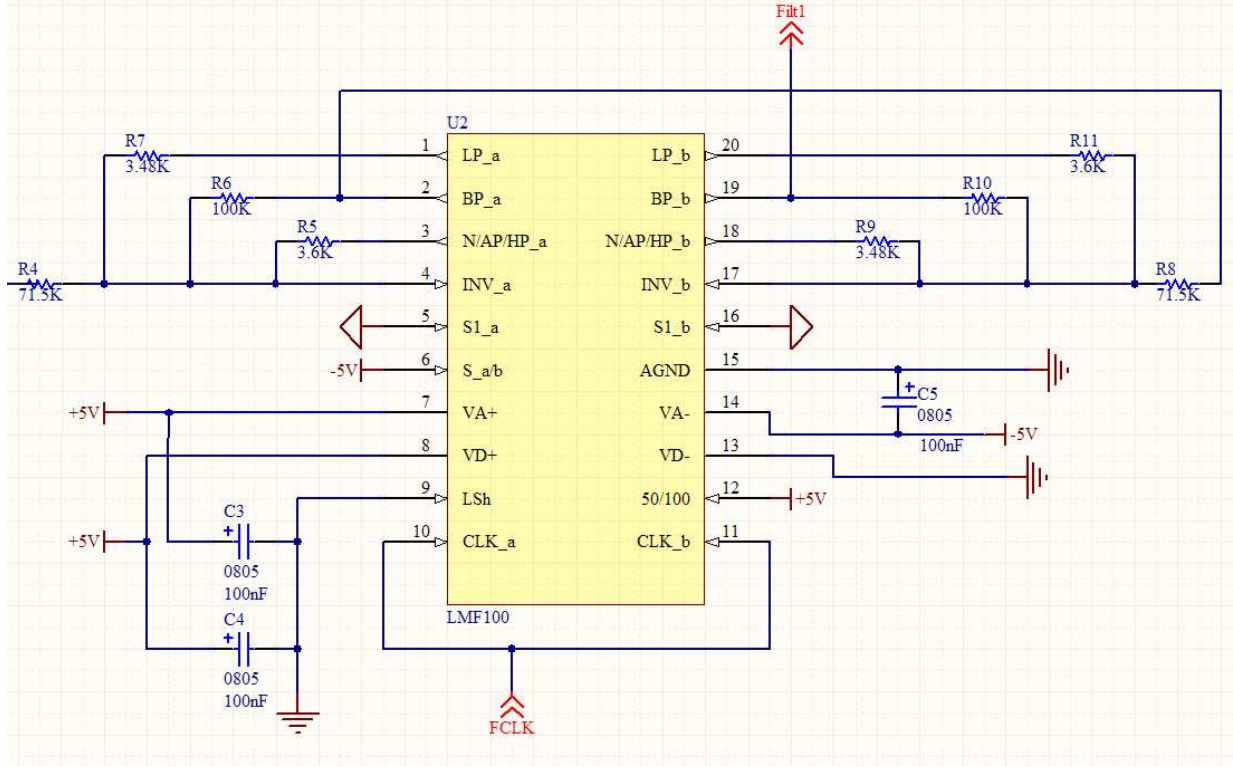 Filt1
U2
R7
3.48K
1
LP_a
LP_b
20
R11
3.6K
R6
100K
2
BP_a
BP_b
19
R10
100K
R5
3.6K
3
N/AP/HP_a
N/AP/HP_b
18
R9
3.48K
R4
71.5K
4
INV_a
INV_b
17
R8
71.5K
5
S1_a
S1_b
16
-5V
6
S_a/b
AGND
15
+5V
7
VA+
VA-
14
+
C5
0805
100nF
-5V
8
VD+
VD-
13
9
LSh
50/100
12
+5V
+5V
C3
+
0805
100nF
10
CLK_a
CLK_b
11
C4
+
0805
100nF
LMF100
FCLK